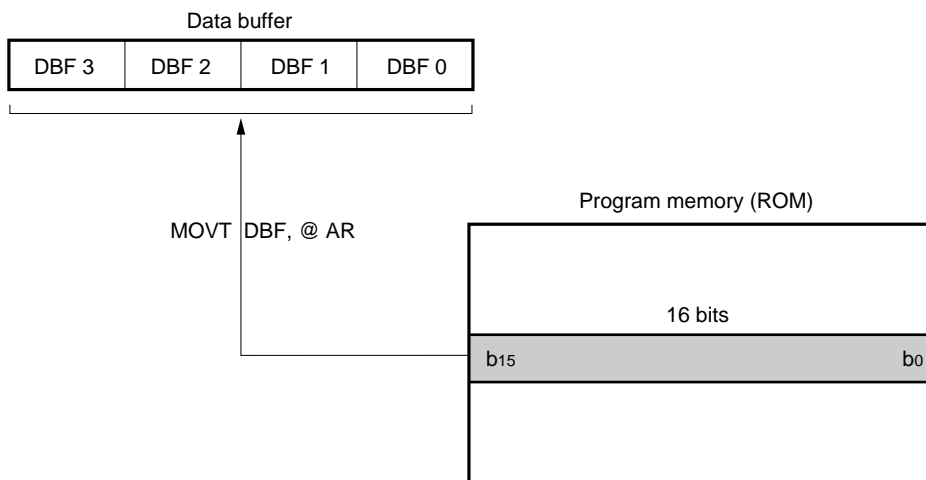 Data buffer
DBF 3 DBF 2 DBF 1 DBF 0
Program memory (ROM)
MOVT DBF, @ AR
16 bits
b15 b0